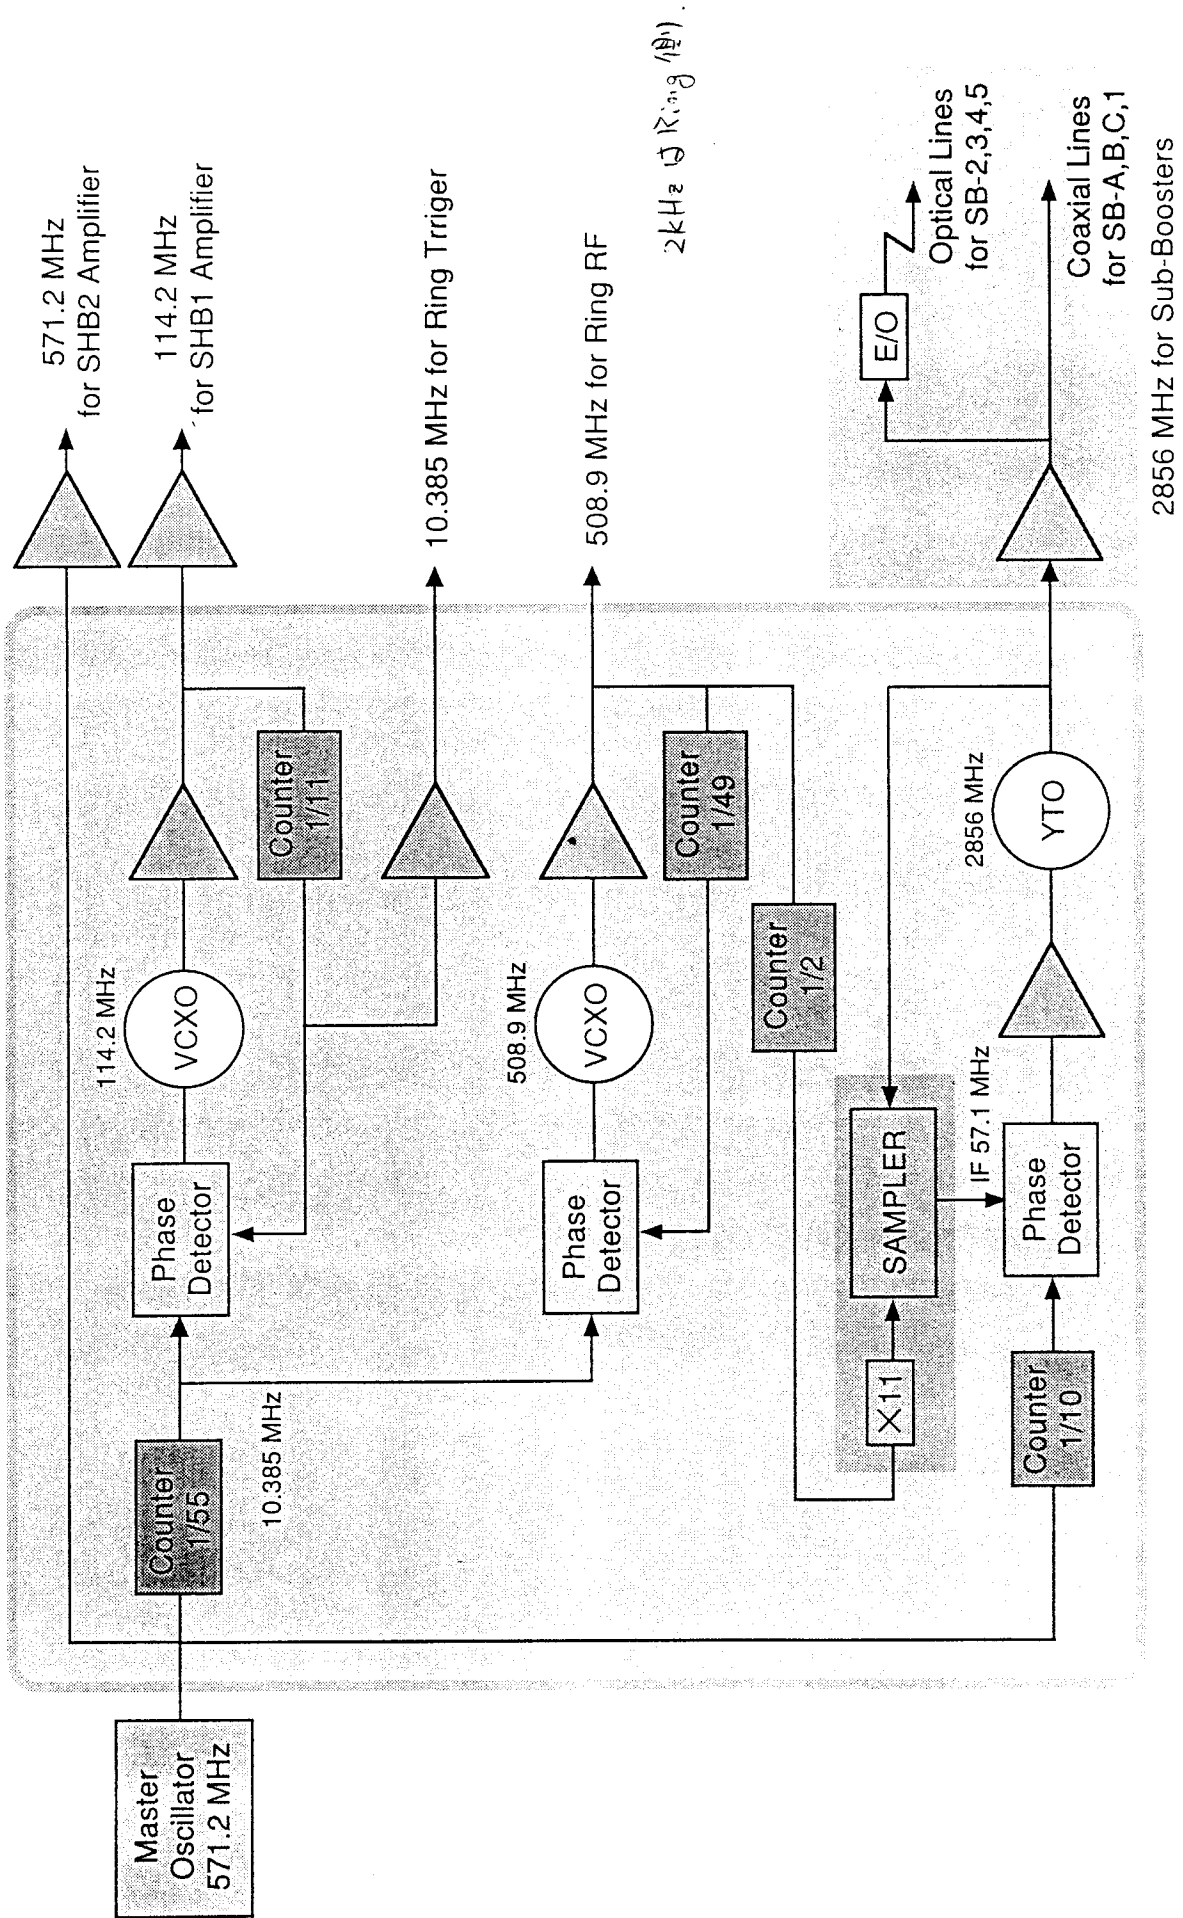 Master
Oscillator
571.2 MHz
Counter
1/55
10.385 MHz
Phase
Detector
114.2 MHz
VCXO
Counter
1/11
571.2 MHz
for SHB2 Amplifier
114.2 MHz
for SHB1 Amplifier
10.385 MHz for Ring Trriger
Phase
Detector
508.9 MHz
VCXO
Counter
1/49
508.9 MHz for Ring RF
2kHz は Ring 側.
Counter
1/2
X11
SAMPLER
IF 57.1 MHz
Counter
1/10
Phase
Detector
2856 MHz
YTO
E/O
Optical Lines
for SB-2,3,4,5
Coaxial Lines
for SB-A,B,C,1
2856 MHz for Sub-Boosters